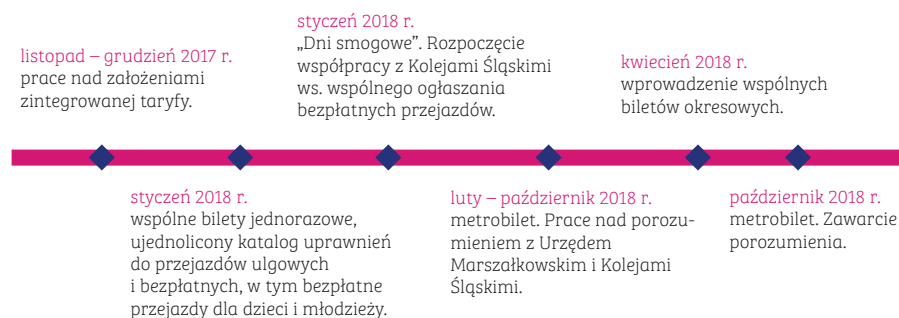 listopad – grudzień 2017 r.
prace nad założeniami
zintegrowanej taryfy.
styczeń 2018 r.
wspólne bilety jednorazowe,
ujednolicony katalog uprawnień
do przejazdów ulgowych
i bezpłatnych, w tym bezpłatne
przejazdy dla dzieci i młodzieży.
styczeń 2018 r.
„Dni smogowe”. Rozpoczęcie
współpracy z Kolejami Śląskimi
ws. wspólnego ogłaszania
bezpłatnych przejazdów.
luty – październik 2018 r.
metrobilet. Prace nad porozu-
mieniem z Urzędem
Marszałkowskim i Kolejami
Śląskimi.
kwiecień 2018 r.
wprowadzenie wspólnych
biletów okresowych.
październik 2018 r.
metrobilet. Zawarcie
porozumienia.